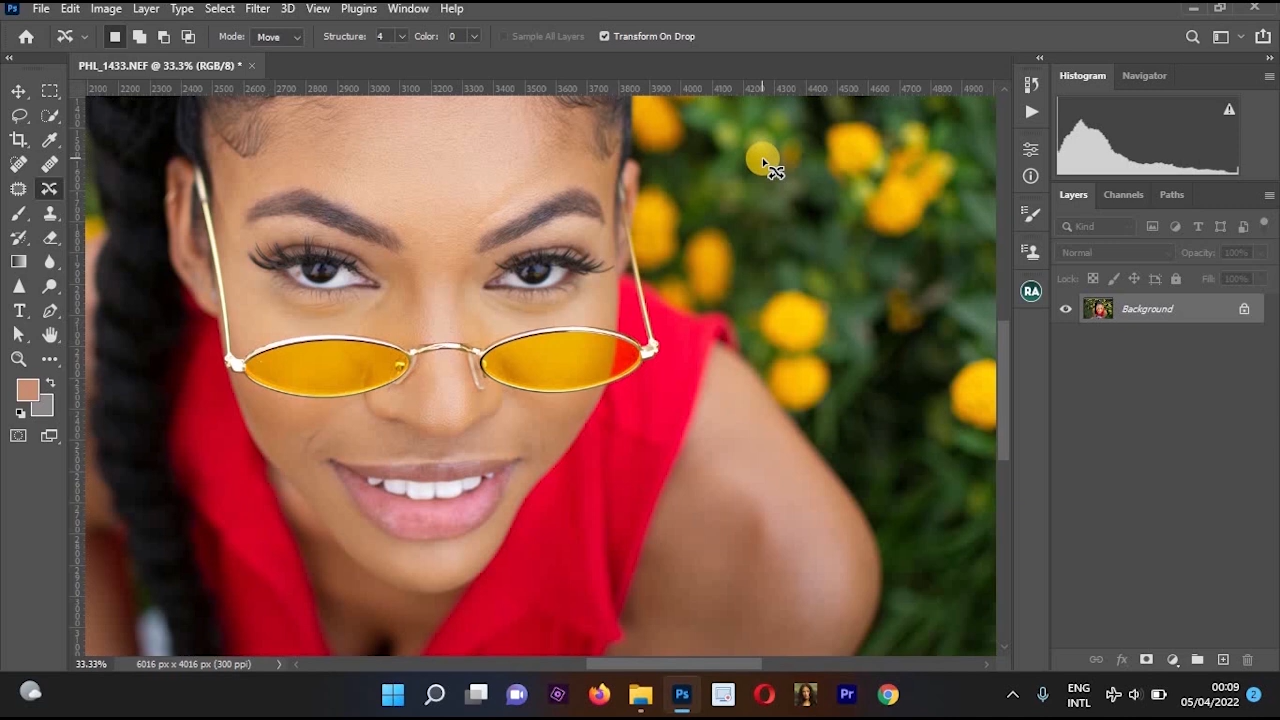 Ps File Edit Image Layer Type Select Filter 3D View Plugins Window Help
Mode: Move Structure: 4 Color: 0 Sample All Layers Transform On Drop
PHL_1433.NEF @ 33.3% (RGB/8) * ×
2100 2200 2300 2400 2500 2600 2700 2800 2900 3000 3100 3200 3300 3400 3500 3600 3700 3800 3900 4000 4100 4200 4300 4400 4500 4600 4700 4800 4900
Histogram Navigator
Layers Channels Paths
Kind
Normal Opacity: 100%
Lock: Fill: 100%
RA
Background
T
33.33% 6016 px x 4016 px (300 ppi)
Ps Pr
ENG
INTL
00:09
05/04/2022
2